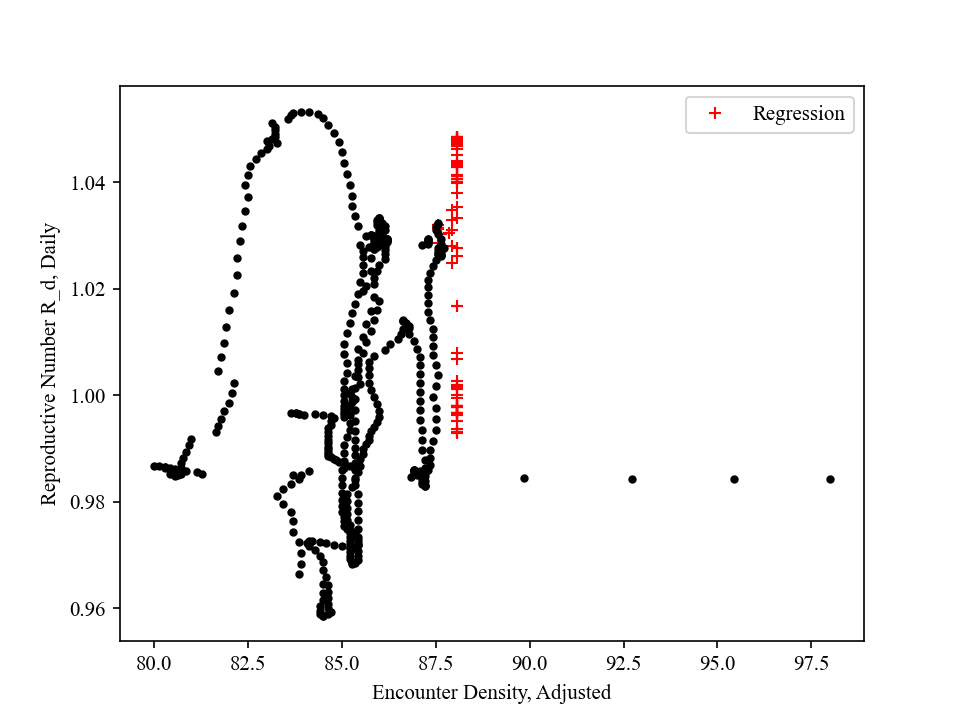 Regression
1.04
1.02
1.00
0.98
0.96
Reproductive Number R_d, Daily
80.0 82.5 85.0 87.5 90.0 92.5 95.0 97.5
Encounter Density, Adjusted